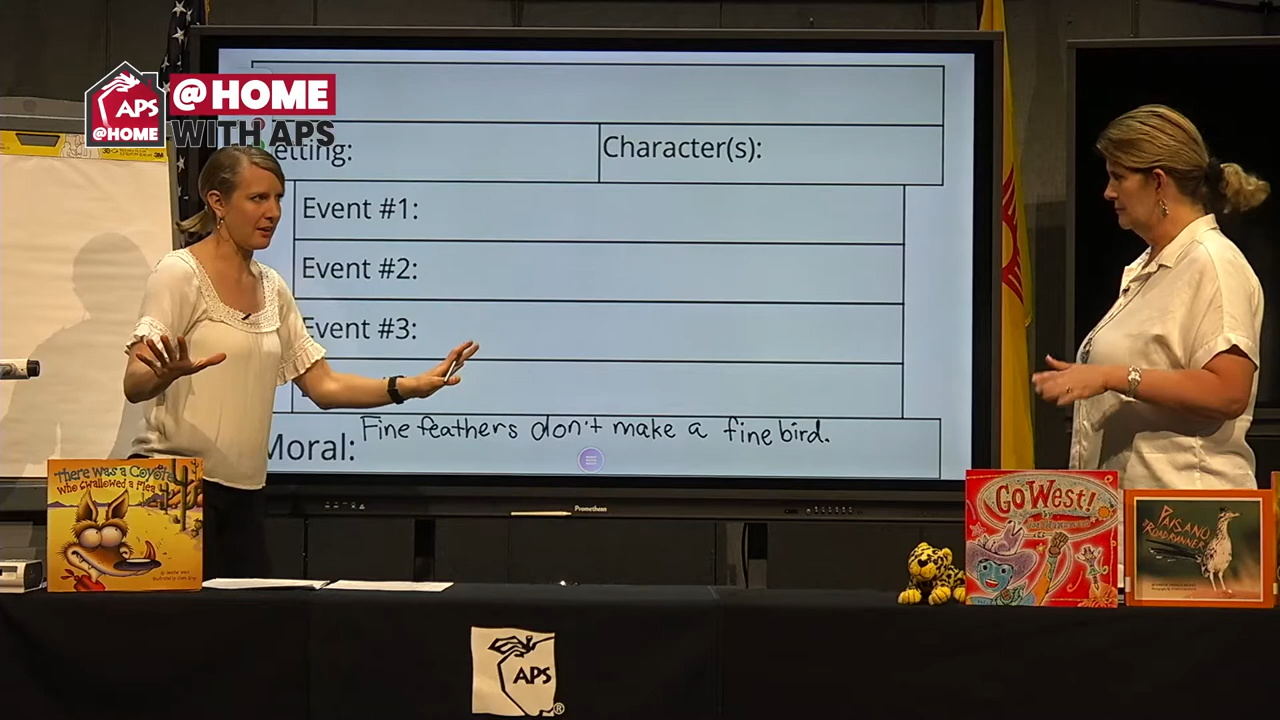 APS
@HOME
@HOME
WITH APS
etting:
Character(s):
Event #1:
Event #2:
Event #3:
Moral: Fine feathers don't make a fine bird.
Promethean
There was a Coyote
Who Swallowed a Flea
Go West!
PAISANO
ROADRUNNER
APS
®